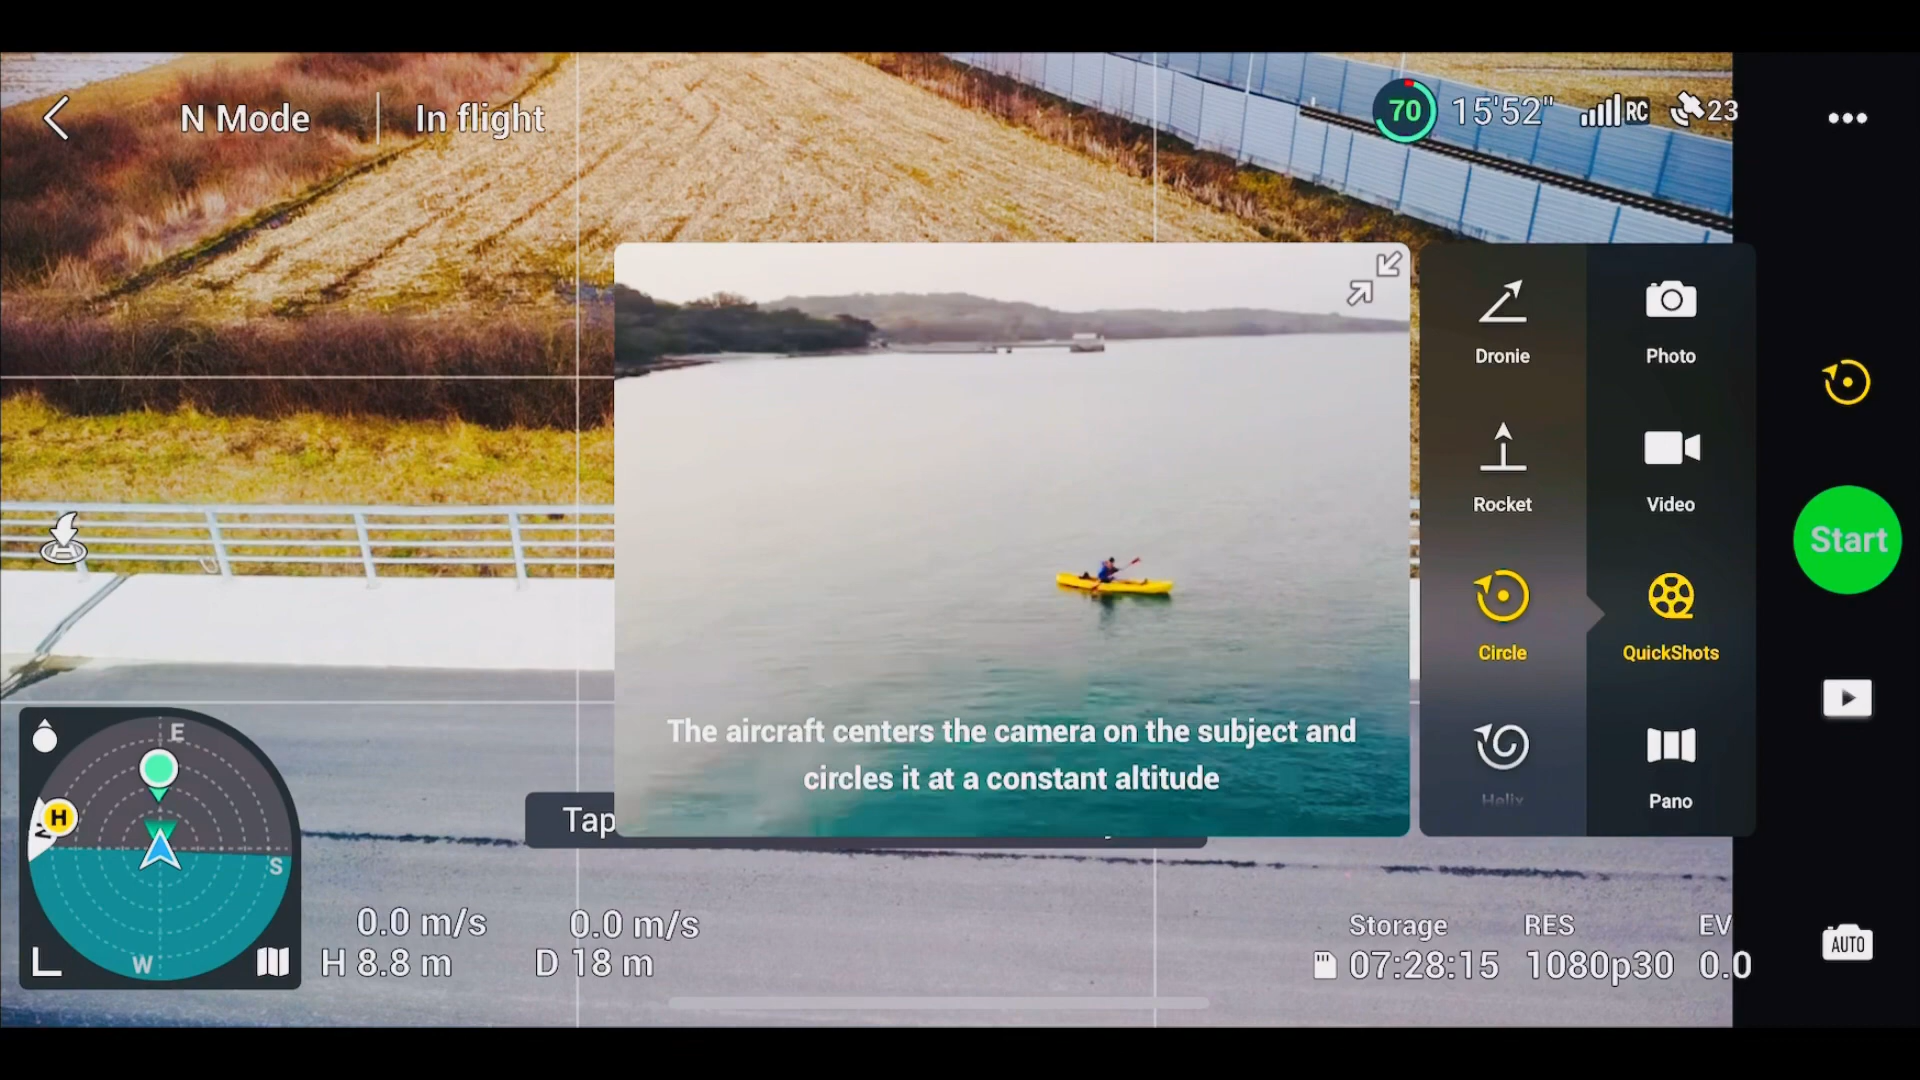 N Mode
In flight
70
15'52"
RC
23
Dronie
Photo
Rocket
Video
Start
Circle
QuickShots
Helix
Pano
The aircraft centers the camera on the subject and
circles it at a constant altitude
Tap
E
H
N
S
W
0.0 m/s
0.0 m/s
H 8.8 m
D 18 m
Storage
RES
EV
07:28:15
1080p30
0.0
AUTO